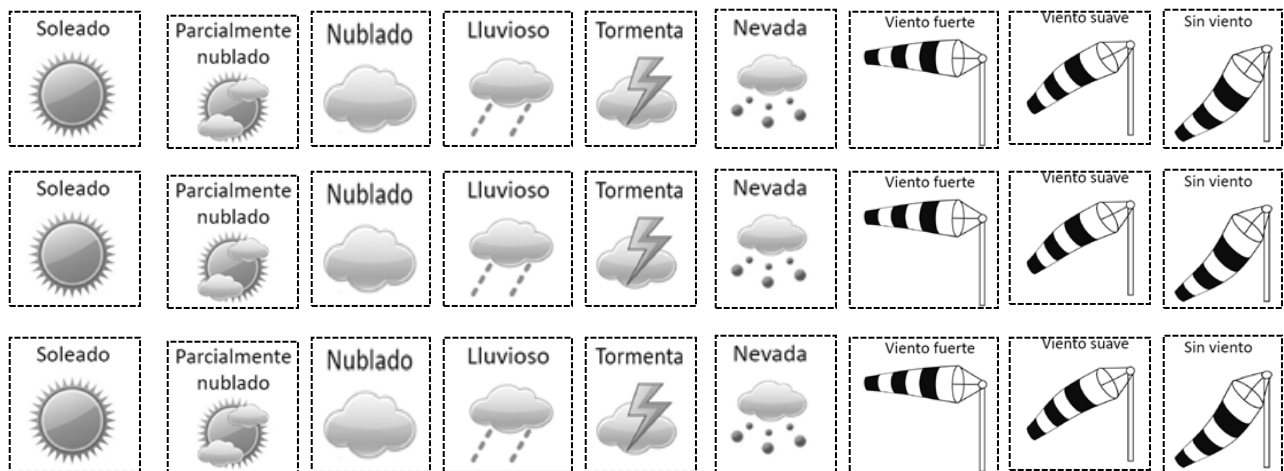 Soleado
Parcialmente
nublado
Nublado
Lluvioso
Tormenta
Nevada
Viento fuerte
Viento suave
Sin viento
Soleado
Parcialmente
nublado
Nublado
Lluvioso
Tormenta
Nevada
Viento fuerte
Viento suave
Sin viento
Soleado
Parcialmente
nublado
Nublado
Lluvioso
Tormenta
Nevada
Viento fuerte
Viento suave
Sin viento